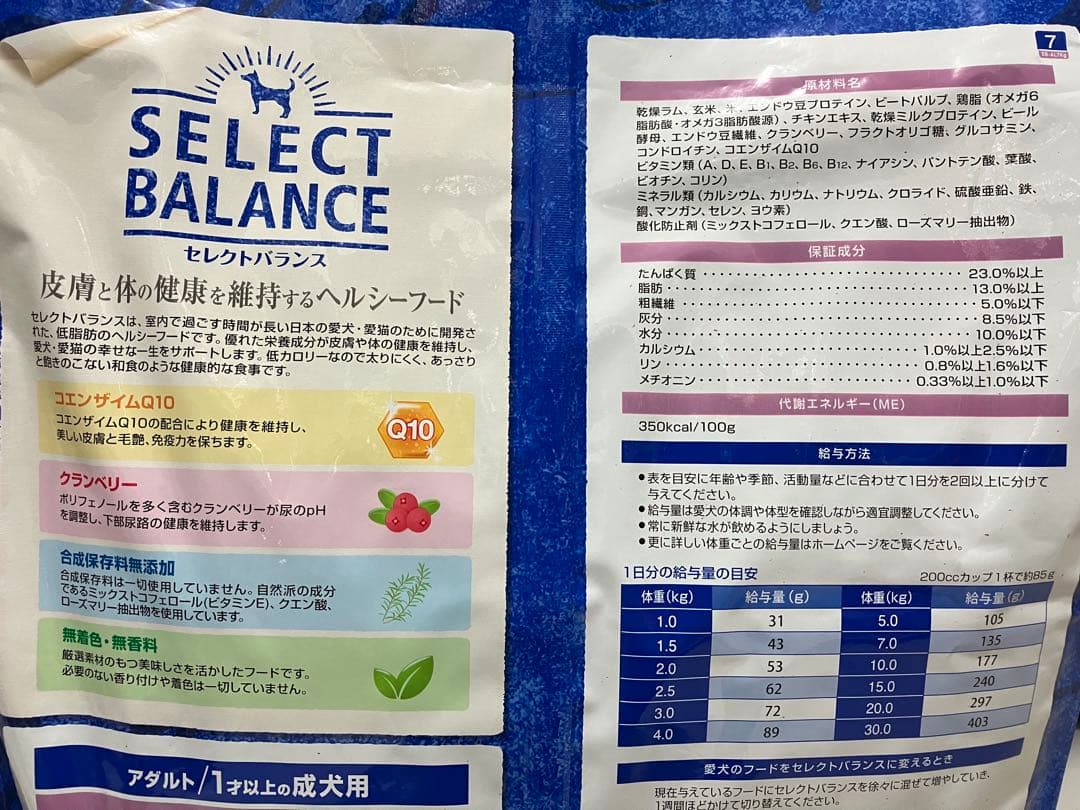 SELECT
BALANCE
セレクトバランス
皮膚と体の健康を維持するヘルシーフード
セレクトバランスは、室内で過ごす時間が長い日本の愛犬・愛猫のために開発さ
れた、低脂肪のヘルシーフードです。優れた栄養成分が皮膚や体の健康を維持し、
愛犬・愛猫の幸せな一生をサポートします。低カロリーなので太りにくく、あっさり
と飽きのこない和食のような健康的な食事です。
コエンザイムQ10
コエンザイムQ10の配合により健康を維持し、
美しい皮膚と毛艶、免疫力を保ちます。
Q10
クランベリー
ポリフェノールを多く含むクランベリーが尿のpH
を調整し、下部尿路の健康を維持します。
合成保存料無添加
合成保存料は一切使用していません。自然派の成分
であるミックストコフェロール(ビタミンE)、クエン酸、
ローズマリー抽出物を使用しています。
無着色・無香料
厳選素材のもつ美味しさを活かしたフードです。
必要のない香り付けや着色は一切していません。
アダルト/1才以上の成犬用
7
原材料名
乾燥ラム、玄米、米、エンドウ豆プロテイン、ビートパルプ、鶏脂(オメガ6
脂肪酸・オメガ3脂肪酸源)、チキンエキス、乾燥ミルクプロテイン、ビール
酵母、エンドウ豆繊維、クランベリー、フラクトオリゴ糖、グルコサミン、
コンドロイチン、コエンザイムQ10
ビタミン類(A、D、E、B1、B2、B6、B12、ナイアシン、パントテン酸、葉酸、
ビオチン、コリン)
ミネラル類(カルシウム、カリウム、ナトリウム、クロライド、硫酸亜鉛、鉄、
銅、マンガン、セレン、ヨウ素)
酸化防止剤(ミックストコフェロール、クエン酸、ローズマリー抽出物)
保証成分
たんぱく質 ・・・・・・・・・・ 23.0%以上
脂肪 ・・・・・・・・・・ 13.0%以上
粗繊維 ・・・・・・・・・・ 5.0%以下
灰分 ・・・・・・・・・・ 8.5%以下
水分 ・・・・・・・・・・ 10.0%以下
カルシウム ・・・・・・・・・・ 1.0%以上2.5%以下
リン ・・・・・・・・・・ 0.8%以上1.6%以下
メチオニン ・・・・・・・・・・ 0.33%以上1.0%以下
代謝エネルギー(ME)
350kcal/100g
給与方法
●表を目安に年齢や季節、活動量などに合わせて1日分を2回以上に分けて
与えてください。
●給与量は愛犬の体調や体型を確認しながら適宜調整してください。
●常に新鮮な水が飲めるようにしましょう。
●更に詳しい体重ごとの給与量はホームページをご覧ください。
1日分の給与量の目安 200ccカップ1杯で約85g
体重(kg) 給与量(g) 体重(kg) 給与量(g)
1.0 31 5.0 105
1.5 43 7.0 135
2.0 53 10.0 177
2.5 62 15.0 240
3.0 72 20.0 297
4.0 89 30.0 403
愛犬のフードをセレクトバランスに変えるとき
現在与えているフードにセレクトバランスを徐々に混ぜて増やしていき、
1週間ほどかけて切り替えてください。